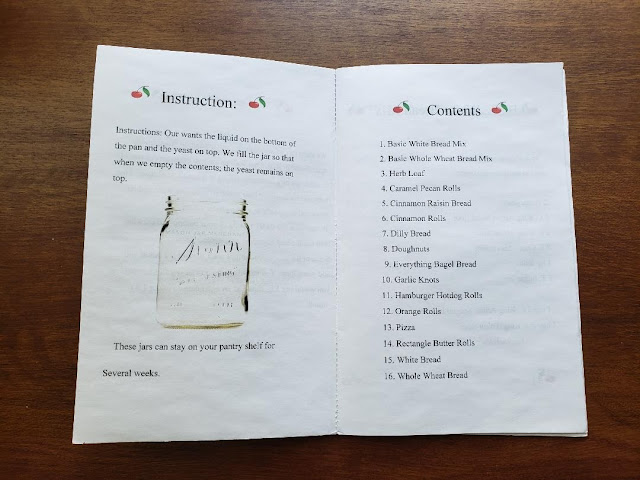 Instruction:
Instructions: Our wants the liquid on the bottom of
the pan and the yeast on top. We fill the jar so that
when we empty the contents; the yeast remains on
top.
These jars can stay on your pantry shelf for
Several weeks.
Contents
1. Basic White Bread Mix
2. Basic Whole Wheat Bread Mix
3. Herb Loaf
4. Caramel Pecan Rolls
5. Cinnamon Raisin Bread
6. Cinnamon Rolls
7. Dilly Bread
8. Doughnuts
9. Everything Bagel Bread
10. Garlic Knots
11. Hamburger Hotdog Rolls
12. Orange Rolls
13. Pizza
14. Rectangle Butter Rolls
15. White Bread
16. Whole Wheat Bread